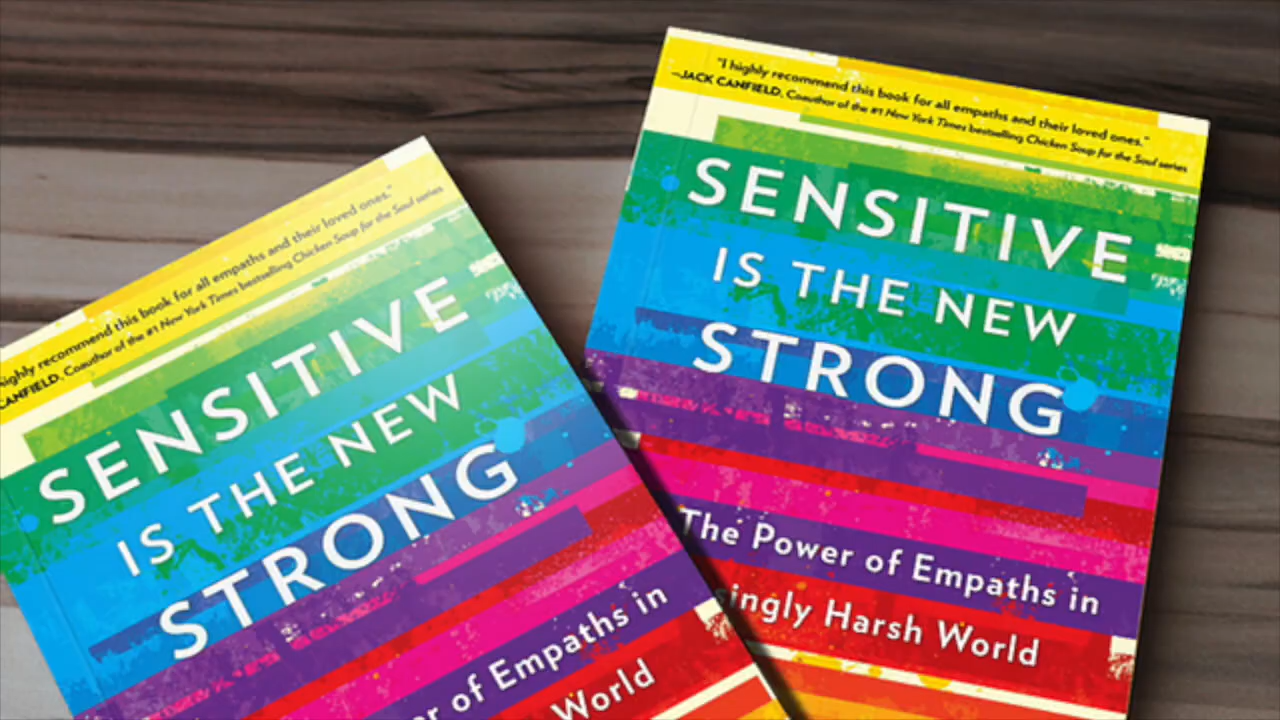 highly recommend this book for all empaths and their loved ones."
CANFIELD, Coauthor of the #1 New York Times bestselling Chicken Soup for the Soul series
SENSITIVE
IS THE NEW
STRONG
of Empaths in
World
"I highly recommend this book for all empaths and their loved ones."
—JACK CANFIELD, Coauthor of the #1 New York Times bestselling Chicken Soup for the Soul series
SENSITIVE
IS THE NEW
STRONG
The Power of Empaths in
Harsh World